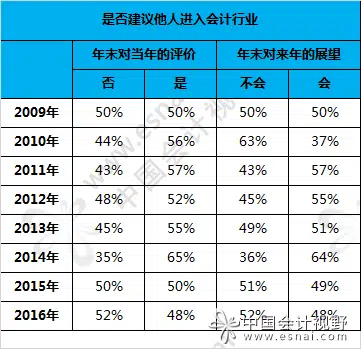 是否建议他人进入会计行业
年末对当年的评价 年末对来年的展望
否 是 不会 会
2009年 50% 50% 50% 50%
2010年 44% 56% 63% 37%
2011年 43% 57% 43% 57%
2012年 48% 52% 45% 55%
2013年 45% 55% 49% 51%
2014年 35% 65% 36% 64%
2015年 50% 50% 51% 49%
2016年 52% 48% 52% 48%
中国会计视野
www.esnai.com
中国会计视野
www.esnai.com